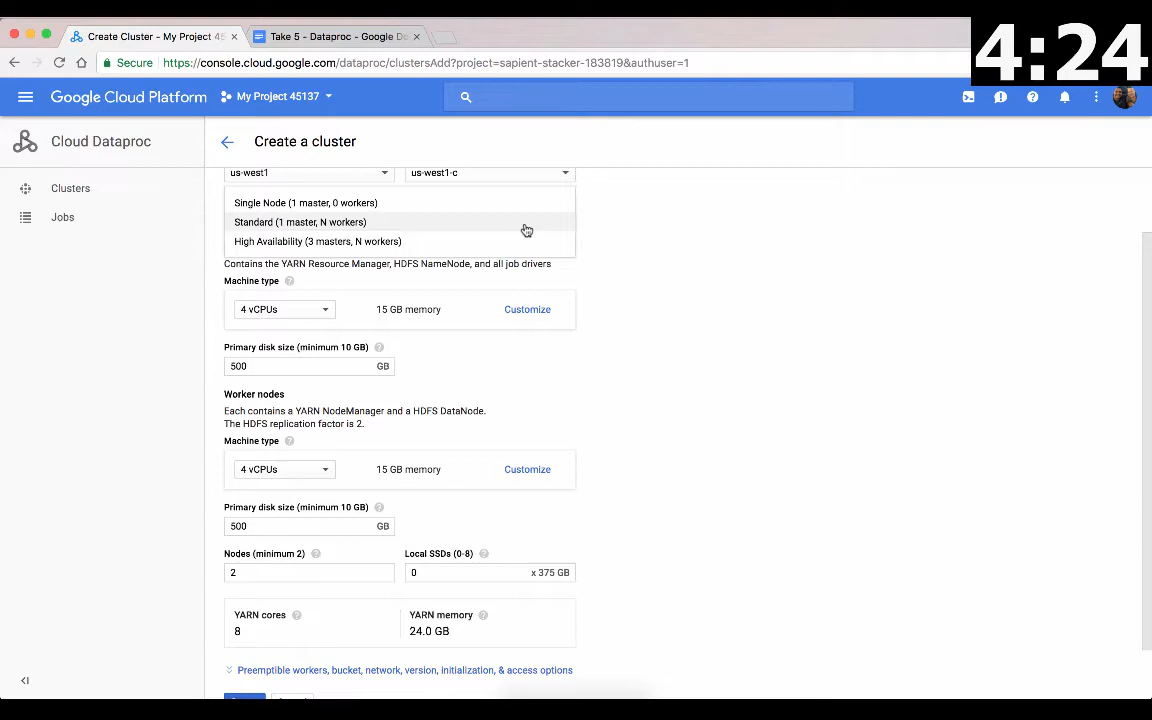 Create Cluster - My Project 45
Take 5 - Dataproc - Google Do
4:24
Secure
https://console.cloud.google.com/dataproc/clustersAdd?project=sapient-stacker-183819&authuser=1
Google Cloud Platform
My Project 45137
Cloud Dataproc
Create a cluster
Clusters
Jobs
us-west1
us-west1-c
Single Node (1 master, 0 workers)
Standard (1 master, N workers)
High Availability (3 masters, N workers)
Contains the YARN Resource Manager, HDFS NameNode, and all job drivers
Machine type
4 vCPUs
15 GB memory
Customize
Primary disk size (minimum 10 GB)
500
GB
Worker nodes
Each contains a YARN NodeManager and a HDFS DataNode.
The HDFS replication factor is 2.
Machine type
4 vCPUs
15 GB memory
Customize
Primary disk size (minimum 10 GB)
500
GB
Nodes (minimum 2)
Local SSDs (0-8)
2
0
x 375 GB
YARN cores
YARN memory
8
24.0 GB
Preemptible workers, bucket, network, version, initialization, & access options